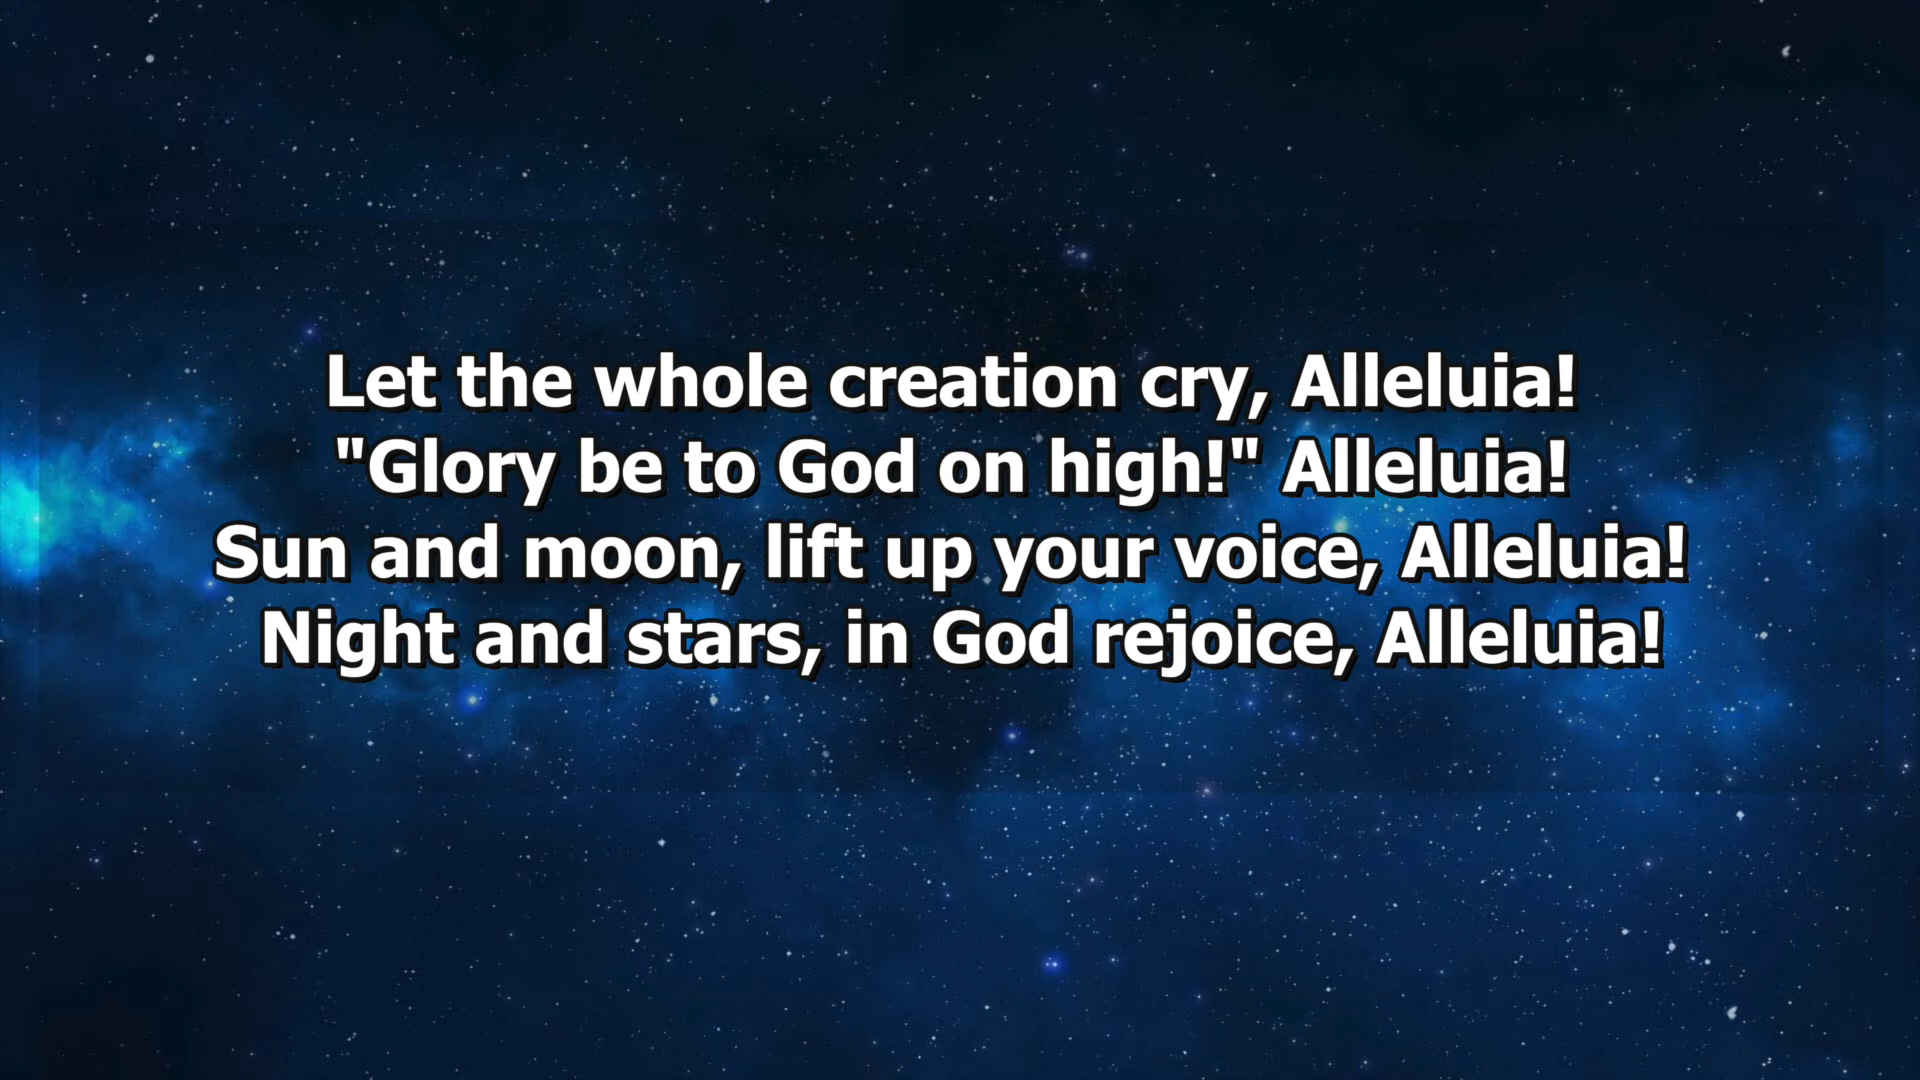 Let the whole creation cry, Alleluia!
"Glory be to God on high!" Alleluia!
Sun and moon, lift up your voice, Alleluia!
Night and stars, in God rejoice, Alleluia!